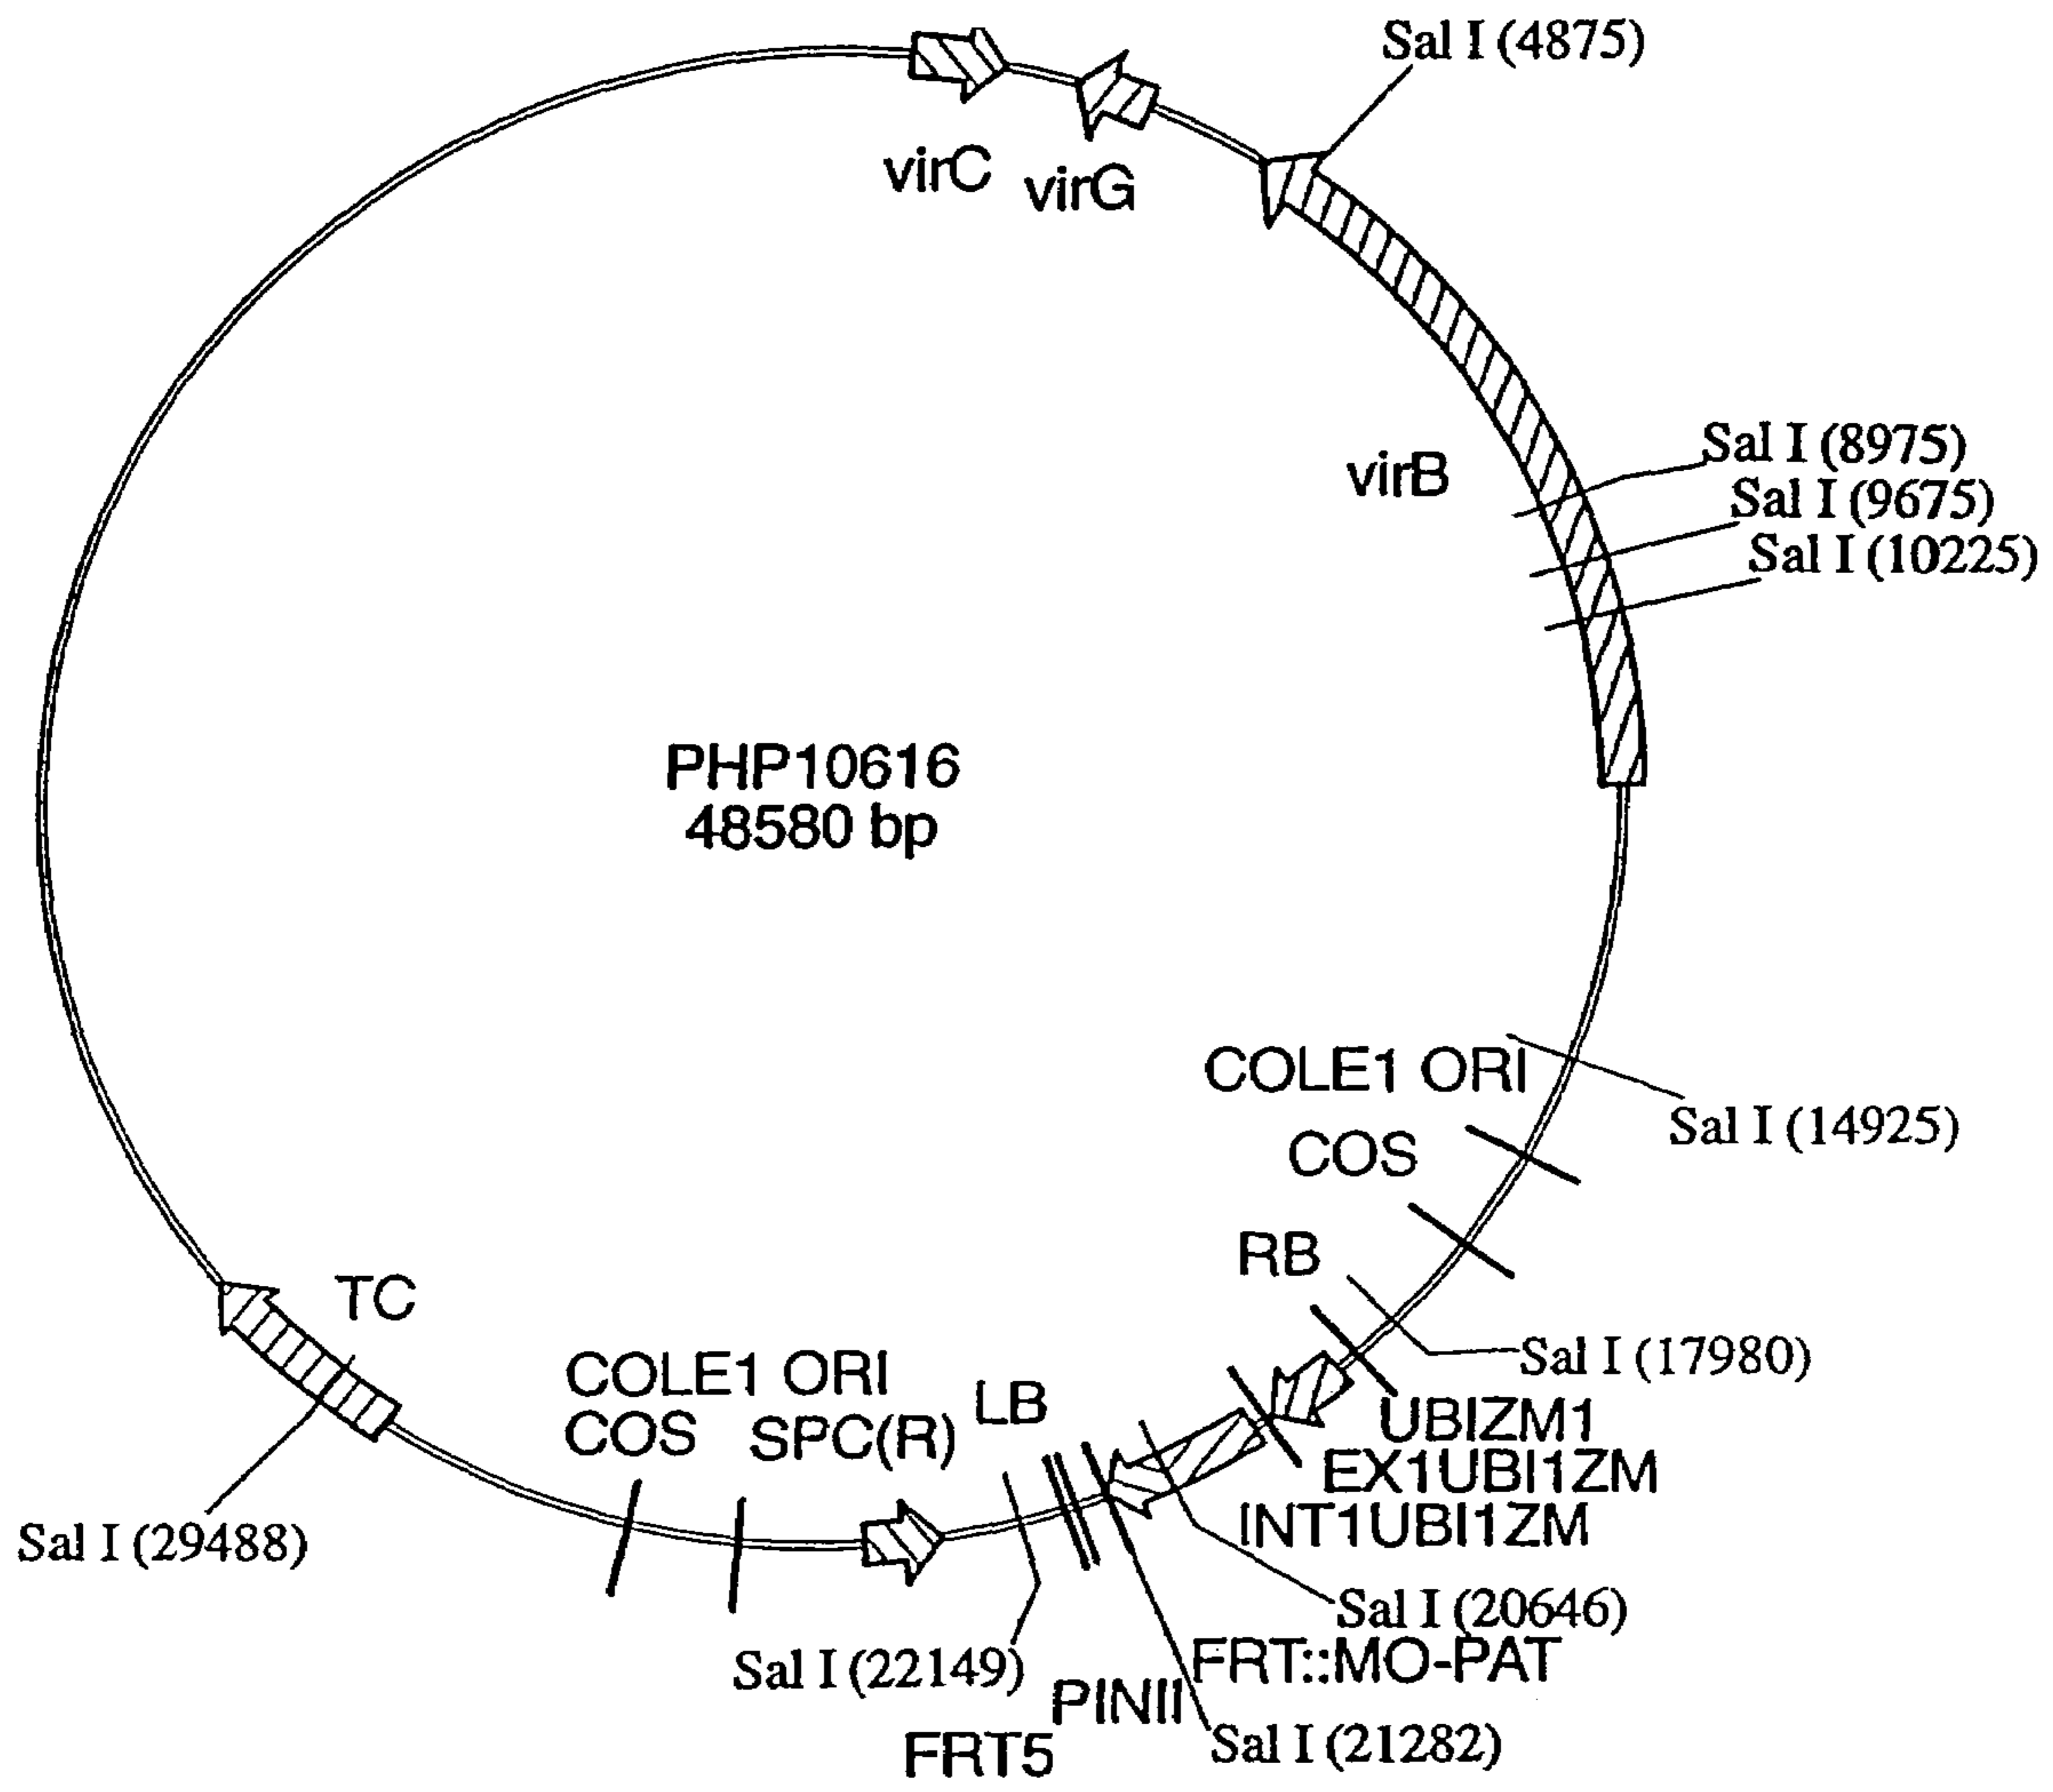 Sal I (4875)
virC
virG
Sal I (8975)
virB
Sal I (9675)
Sal I (10225)
PHP10616
48580 bp
COLE1 ORI
Sal I (14925)
COS
RB
TC
Sal I (17980)
COLE1 ORI
LB
UBIZM1
COS
SPC(R)
EX1UBI1ZM
INT1UBI1ZM
Sal I (29488)
Sal I (20646)
FRT::MO-PAT
Sal I (22149)
PINII
Sal I (21282)
FRT5